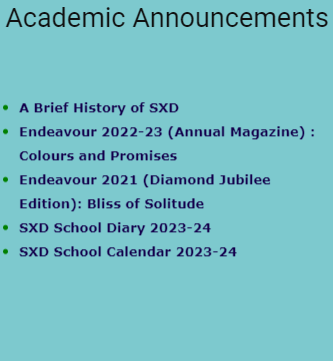 Academic Announcements
A Brief History of SXD
Endeavour 2022-23 (Annual Magazine) :
Colours and Promises
Endeavour 2021 (Diamond Jubilee
Edition): Bliss of Solitude
SXD School Diary 2023-24
SXD School Calendar 2023-24